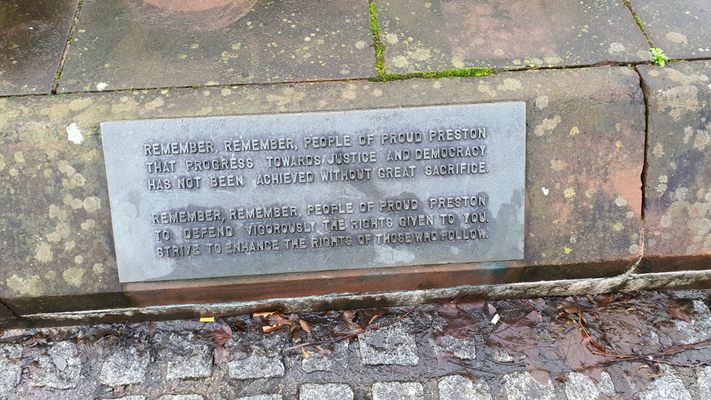 REMEMBER, REMEMBER, PEOPLE OF PROUD PRESTON
THAT PROGRESS TOWARDS/JUSTICE AND DEMOCRACY
HAS NOT BEEN ACHIEVED WITHOUT GREAT SACRIFICE.
REMEMBER, REMEMBER, PEOPLE OF PROUD PRESTON
TO DEFEND VIGOROUSLY THE RIGHTS GIVEN TO YOU.
STRIVE TO ENHANCE THE RIGHTS OF THOSE WHO FOLLOW.